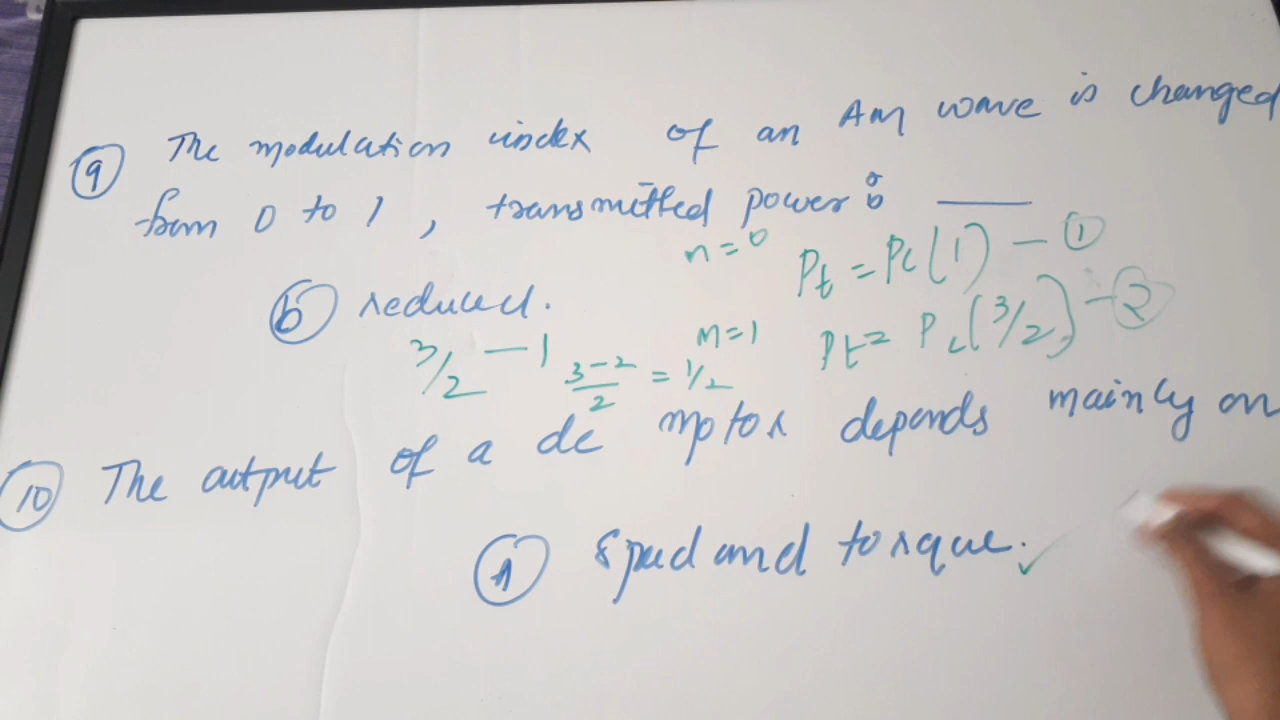 9 The modulation index of an AM wave is changed
from 0 to 1, transmitted power is ____
m=0 Pt = Pc(1) — 1
b reduced.
m=1 Pt = Pc(3/2) — 2
3/2 — 1 3-2/2 = 1/2
10 The output of a dc motor depends mainly on
A Speed and torque. ✓